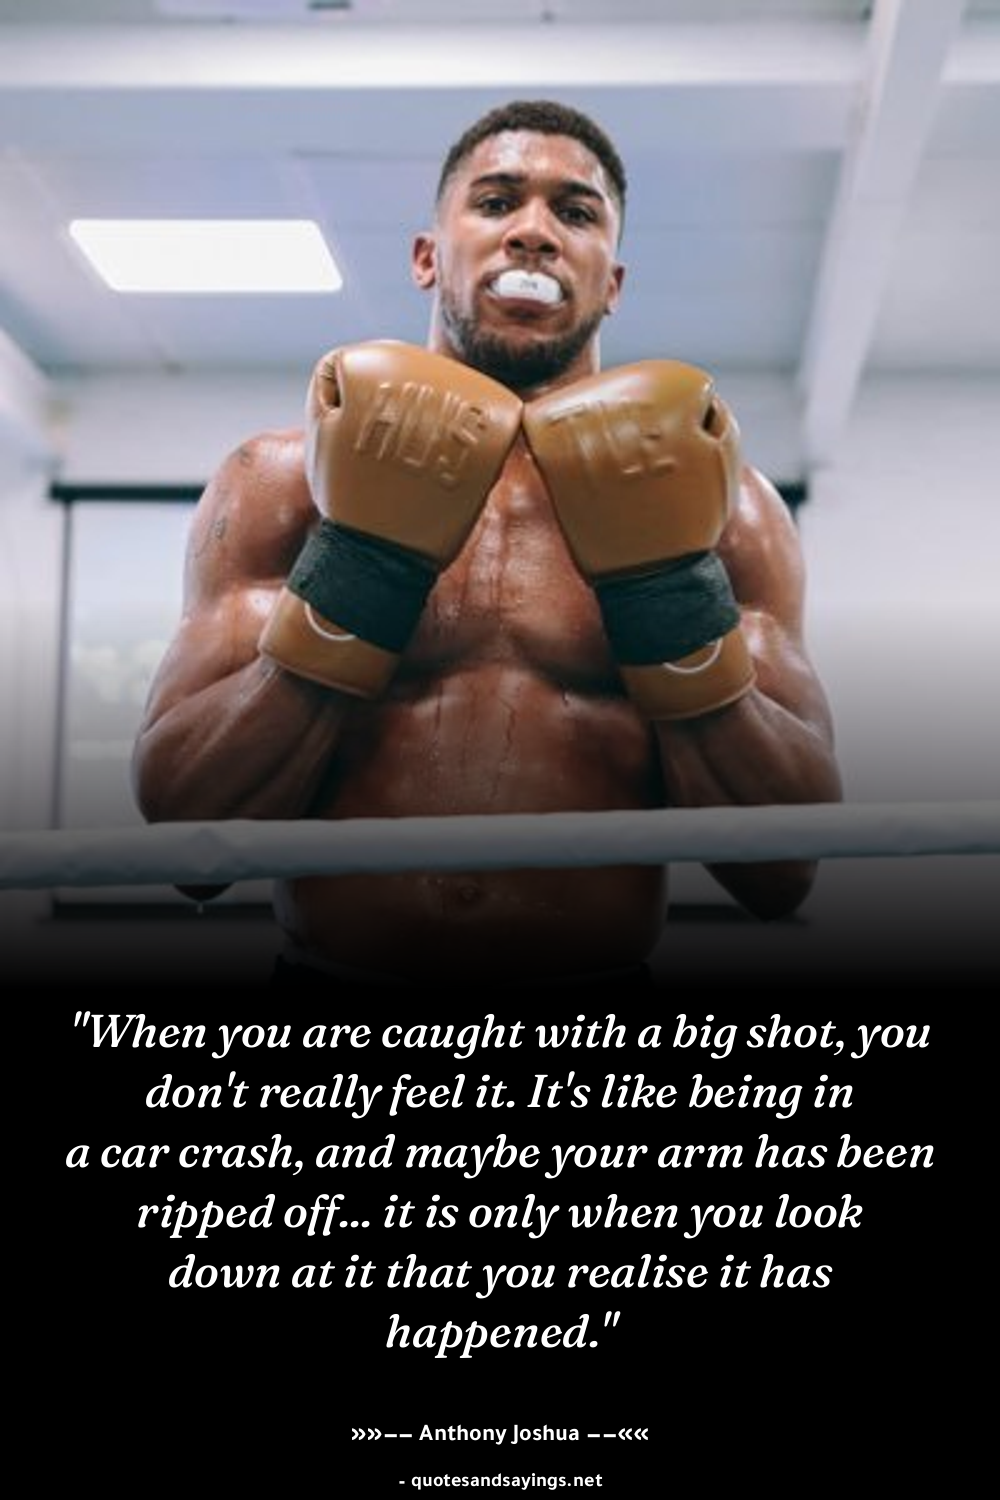 HUS TLE
"When you are caught with a big shot, you
don't really feel it. It's like being in
a car crash, and maybe your arm has been
ripped off... it is only when you look
down at it that you realise it has
happened."
»»–– Anthony Joshua ––««
- quotesandsayings.net